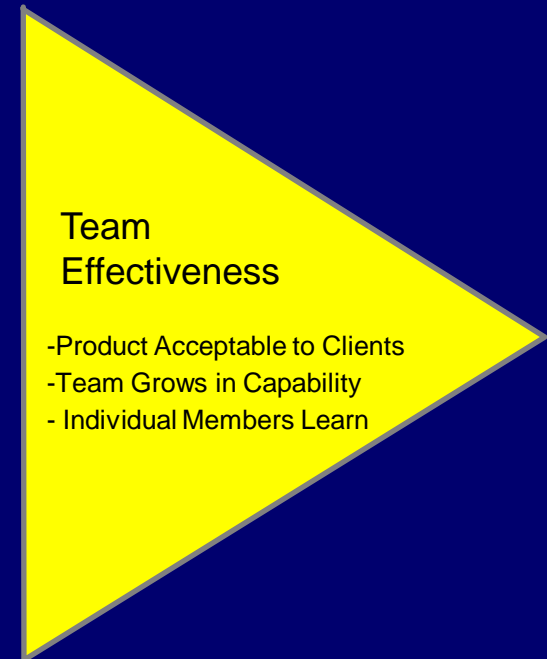 Team
Effectiveness
-Product Acceptable to Clients
-Team Grows in Capability
- Individual Members Learn